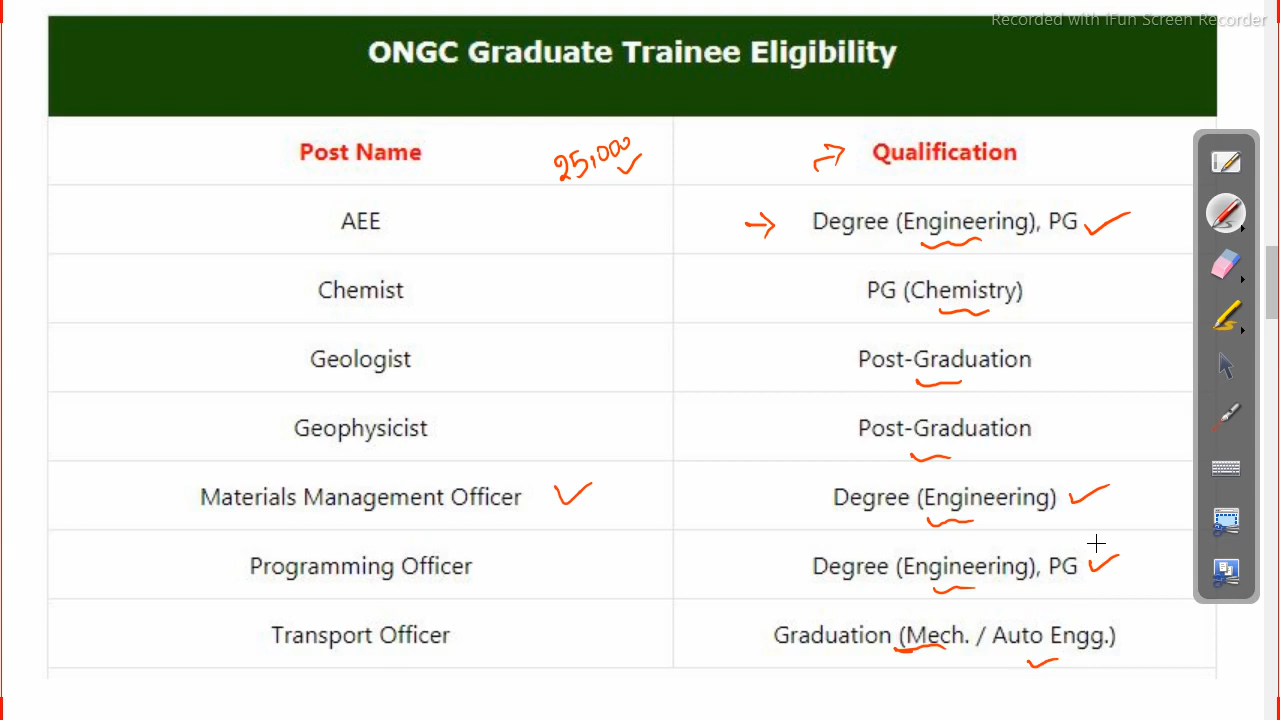 Recorded with iFun Screen Recorder
ONGC Graduate Trainee Eligibility
Post Name 25,000 Qualification
AEE Degree (Engineering), PG
Chemist PG (Chemistry)
Geologist Post-Graduation
Geophysicist Post-Graduation
Materials Management Officer Degree (Engineering)
Programming Officer Degree (Engineering), PG
Transport Officer Graduation (Mech. / Auto Engg.)